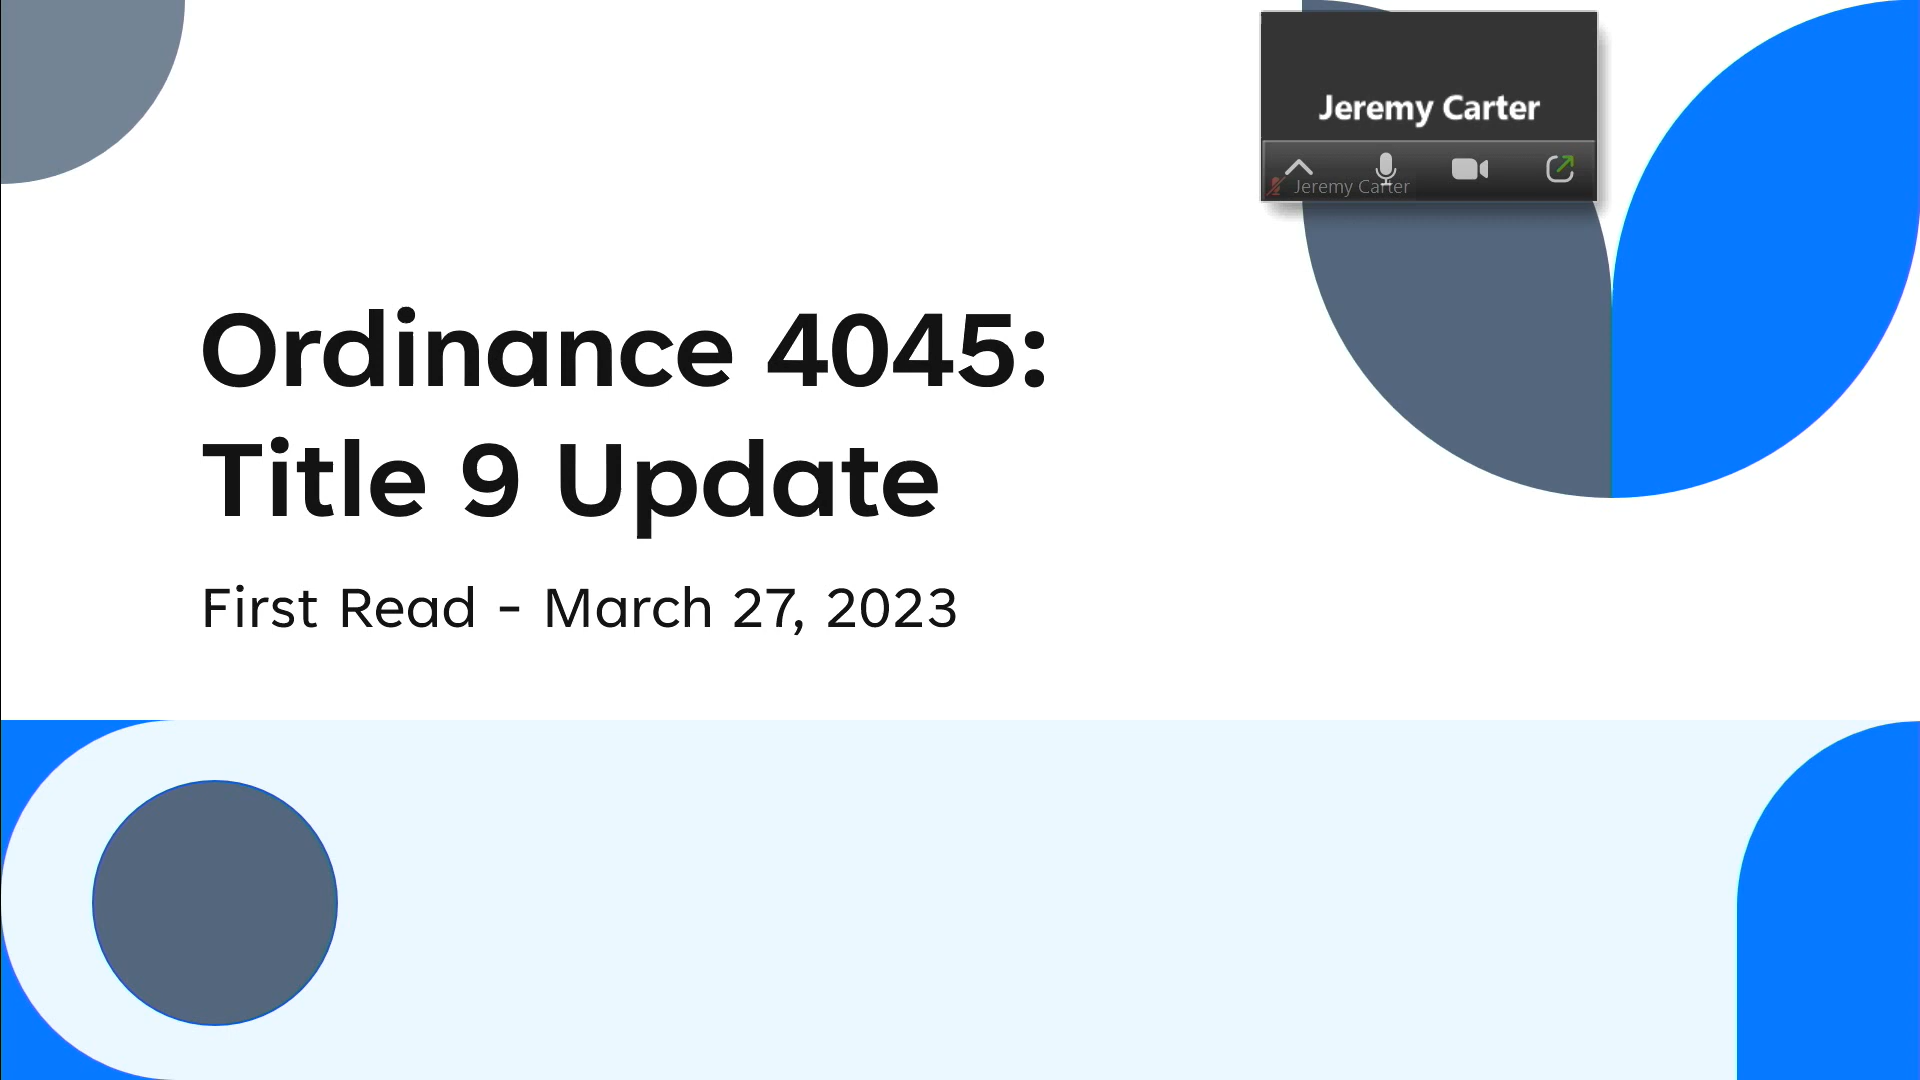 Jeremy Carter
Jeremy Carter
Ordinance 4045:
Title 9 Update
First Read - March 27, 2023